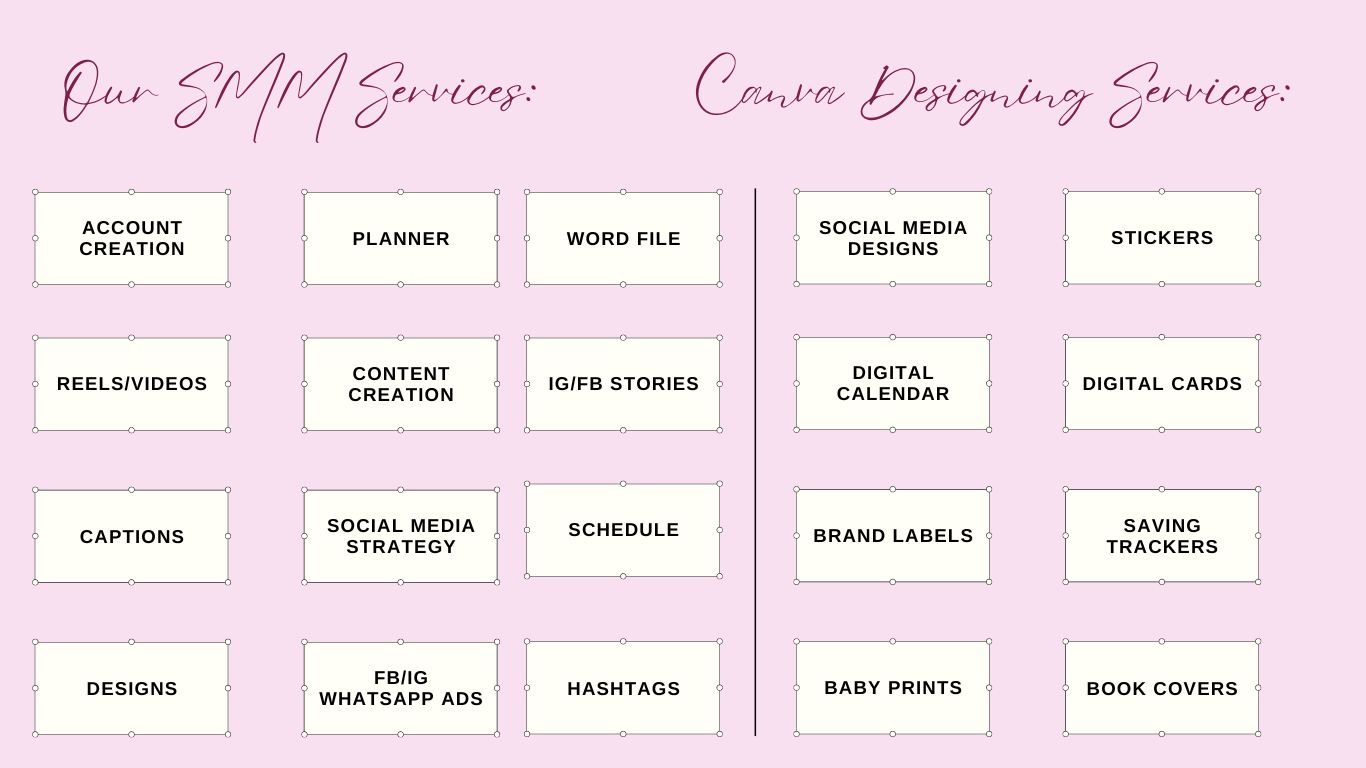 Our SMM Services:
Canva Designing Services:
ACCOUNT
CREATION
PLANNER
WORD FILE
SOCIAL MEDIA
DESIGNS
STICKERS
REELS/VIDEOS
CONTENT
CREATION
IG/FB STORIES
DIGITAL
CALENDAR
DIGITAL CARDS
CAPTIONS
SOCIAL MEDIA
STRATEGY
SCHEDULE
BRAND LABELS
SAVING
TRACKERS
DESIGNS
FB/IG
WHATSAPP ADS
HASHTAGS
BABY PRINTS
BOOK COVERS